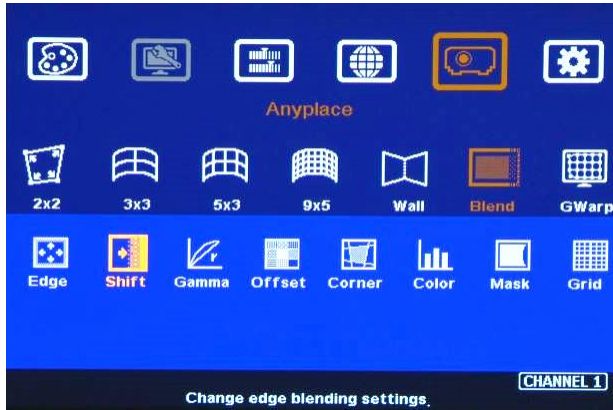 Anyplace
2x2 3x3 5x3 9x5 Wall Blend GWarp
Edge Shift Gamma Offset Corner Color Mask Grid
CHANNEL 1
Change edge blending settings.